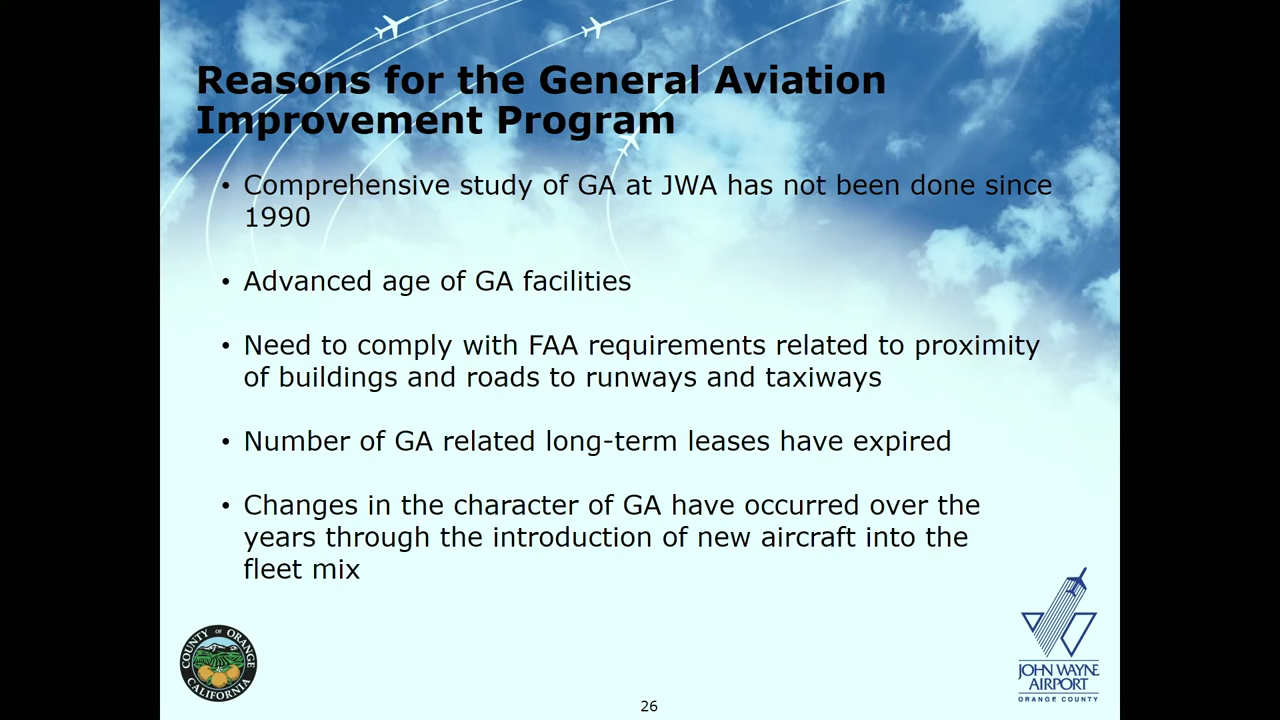 Reasons for the General Aviation
Improvement Program
• Comprehensive study of GA at JWA has not been done since
1990
• Advanced age of GA facilities
• Need to comply with FAA requirements related to proximity
of buildings and roads to runways and taxiways
• Number of GA related long-term leases have expired
• Changes in the character of GA have occurred over the
years through the introduction of new aircraft into the
fleet mix
COUNTY OF ORANGE
CALIFORNIA
JOHN WAYNE
AIRPORT
ORANGE COUNTY
26